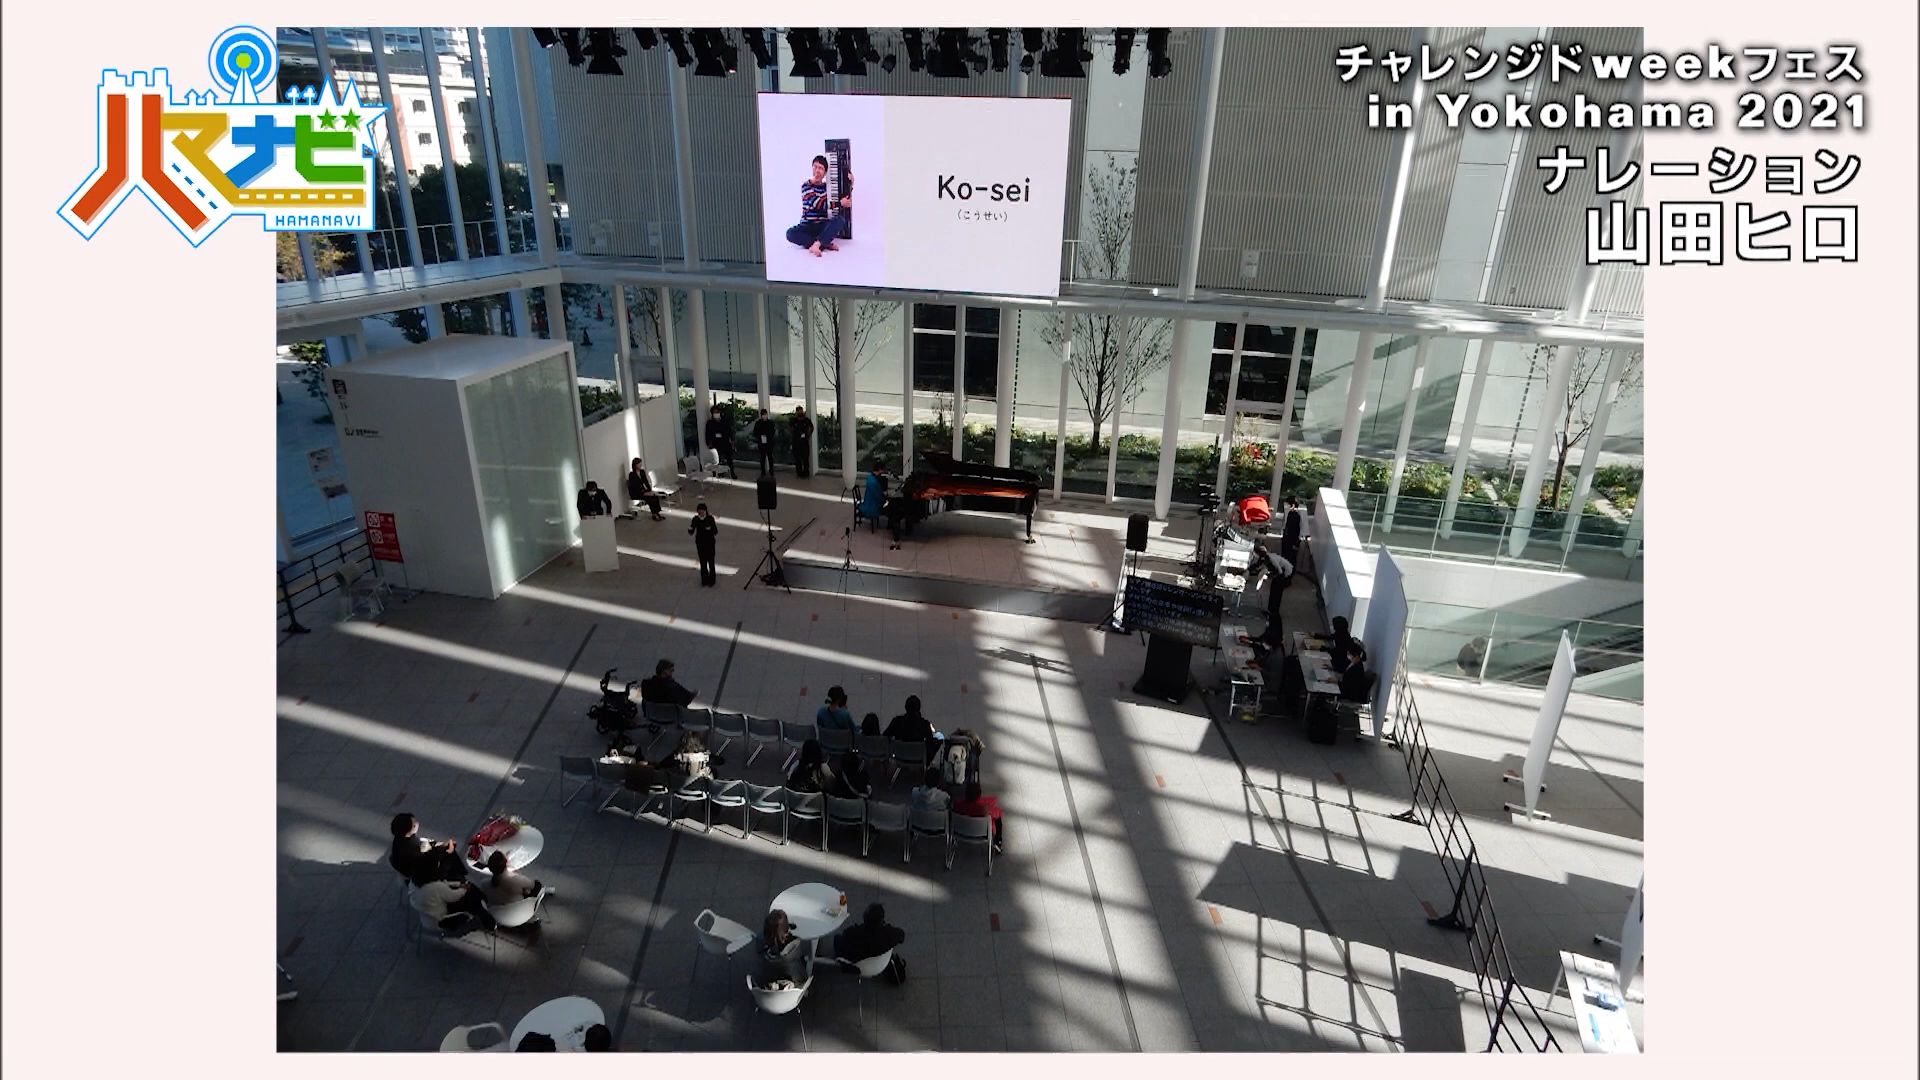 ハマナビ
HAMANAVI
チャレンジドweekフェス
in Yokohama 2021
ナレーション
山田ヒロ
Ko-sei
(こうせい)